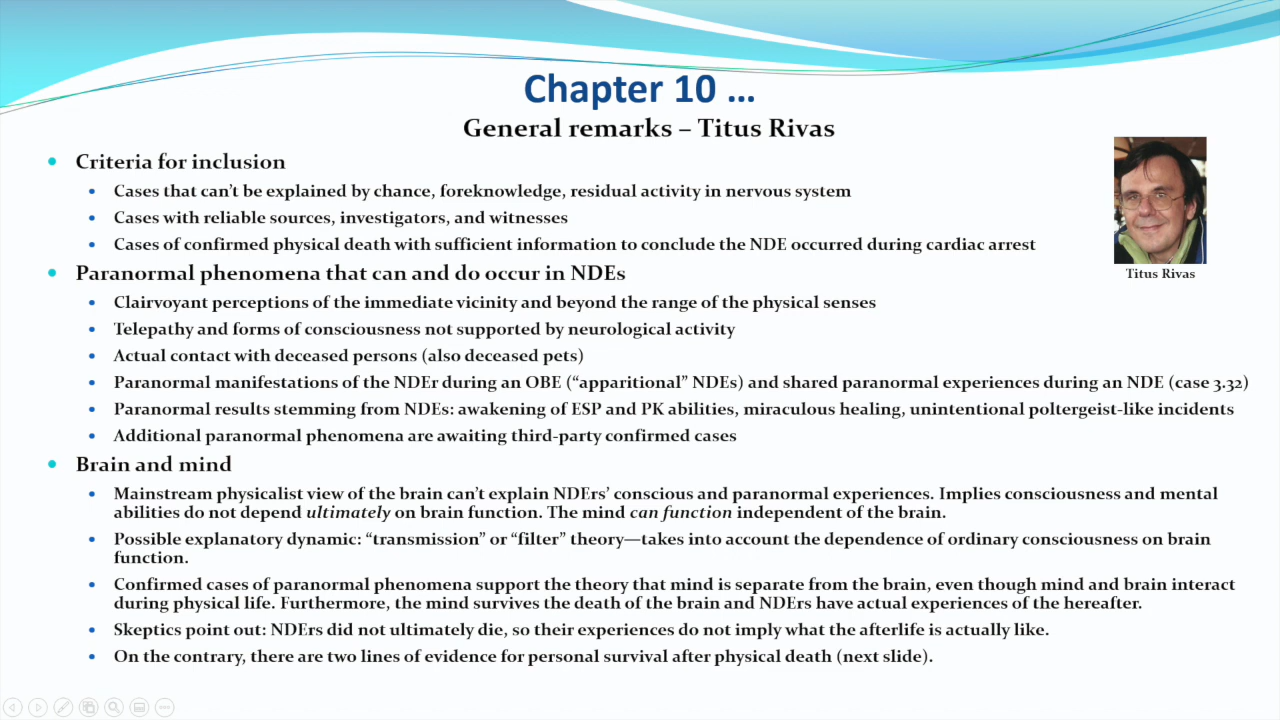 Chapter 10 ...
General remarks – Titus Rivas
• Criteria for inclusion
• Cases that can't be explained by chance, foreknowledge, residual activity in nervous system
• Cases with reliable sources, investigators, and witnesses
• Cases of confirmed physical death with sufficient information to conclude the NDE occurred during cardiac arrest
Titus Rivas
• Paranormal phenomena that can and do occur in NDEs
• Clairvoyant perceptions of the immediate vicinity and beyond the range of the physical senses
• Telepathy and forms of consciousness not supported by neurological activity
• Actual contact with deceased persons (also deceased pets)
• Paranormal manifestations of the NDEr during an OBE (“apparitional” NDEs) and shared paranormal experiences during an NDE (case 3.32)
• Paranormal results stemming from NDEs: awakening of ESP and PK abilities, miraculous healing, unintentional poltergeist-like incidents
• Additional paranormal phenomena are awaiting third-party confirmed cases
• Brain and mind
• Mainstream physicalist view of the brain can't explain NDErs' conscious and paranormal experiences. Implies consciousness and mental
abilities do not depend ultimately on brain function. The mind can function independent of the brain.
• Possible explanatory dynamic: “transmission” or “filter” theory—takes into account the dependence of ordinary consciousness on brain
function.
• Confirmed cases of paranormal phenomena support the theory that mind is separate from the brain, even though mind and brain interact
during physical life. Furthermore, the mind survives the death of the brain and NDErs have actual experiences of the hereafter.
• Skeptics point out: NDErs did not ultimately die, so their experiences do not imply what the afterlife is actually like.
• On the contrary, there are two lines of evidence for personal survival after physical death (next slide).